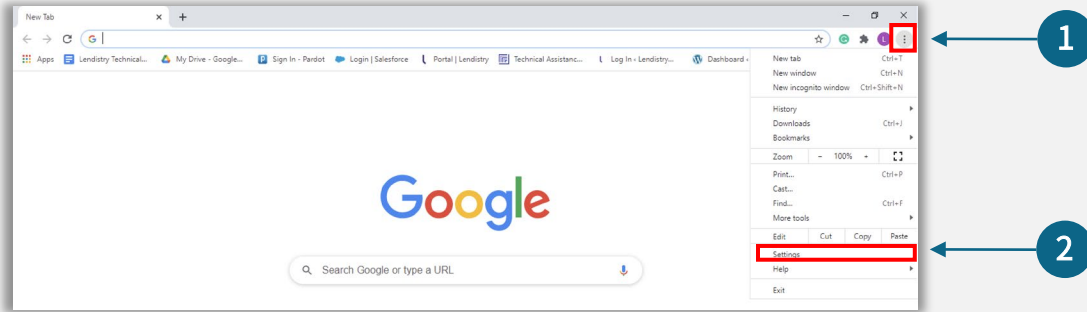 New Tab
G
Apps Lendistry Technical... My Drive - Google... Sign In - Pardot Login | Salesforce Portal | Lendistry Technical Assistanc... Log In ‹ Lendistry... Dashboard ‹
L
1
New tab Ctrl+T
New window Ctrl+N
New incognito window Ctrl+Shift+N
History
Downloads Ctrl+J
Bookmarks
Zoom - 100% +
Print... Ctrl+P
Cast...
Find... Ctrl+F
More tools
Edit Cut Copy Paste
Settings
2
Help
Exit
Google
Search Google or type a URL